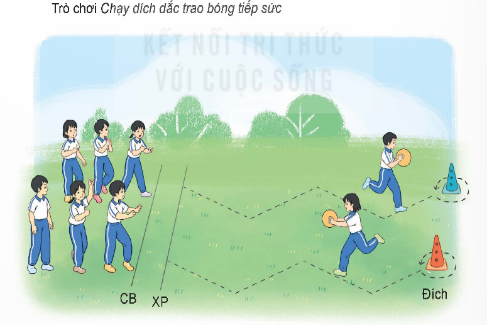 Trò chơi Chạy dích dắc trao bóng tiếp sức
KẾT NỐI TRI THỨC
VỚI CUỘC SỐNG
CB
XP
Đích